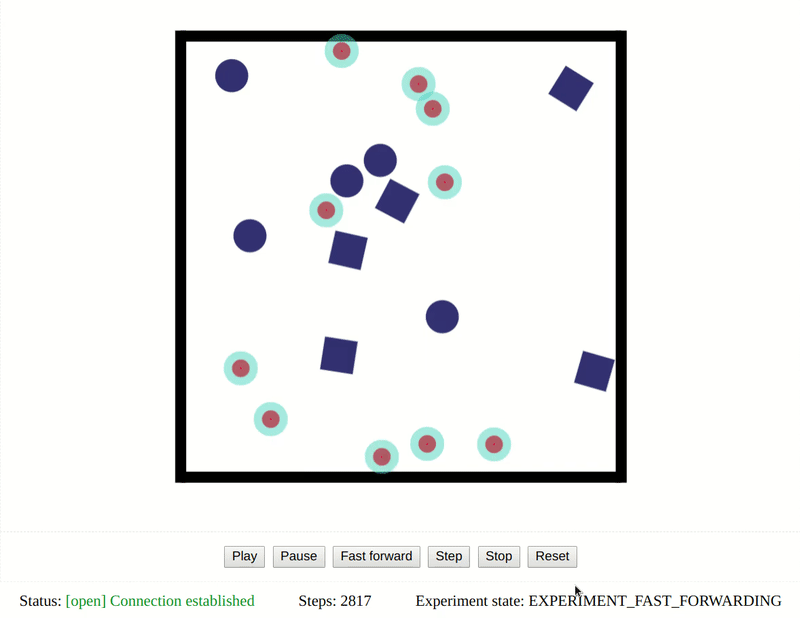 Play Pause Fast forward Step Stop Reset
Status: [open] Connection established Steps: 2817 Experiment state: EXPERIMENT_FAST_FORWARDING